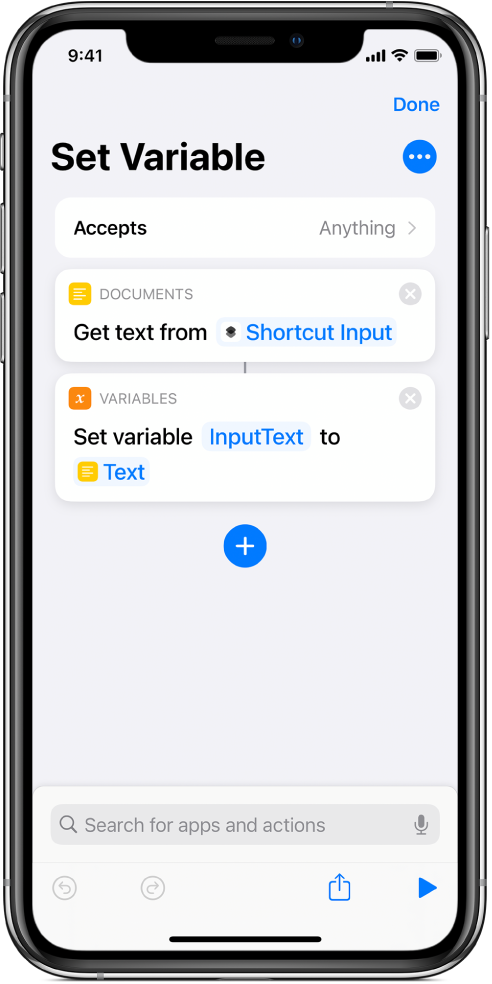 9:41
Done
Set Variable
Accepts Anything
DOCUMENTS
Get text from Shortcut Input
x VARIABLES
Set variable InputText to
Text
Search for apps and actions